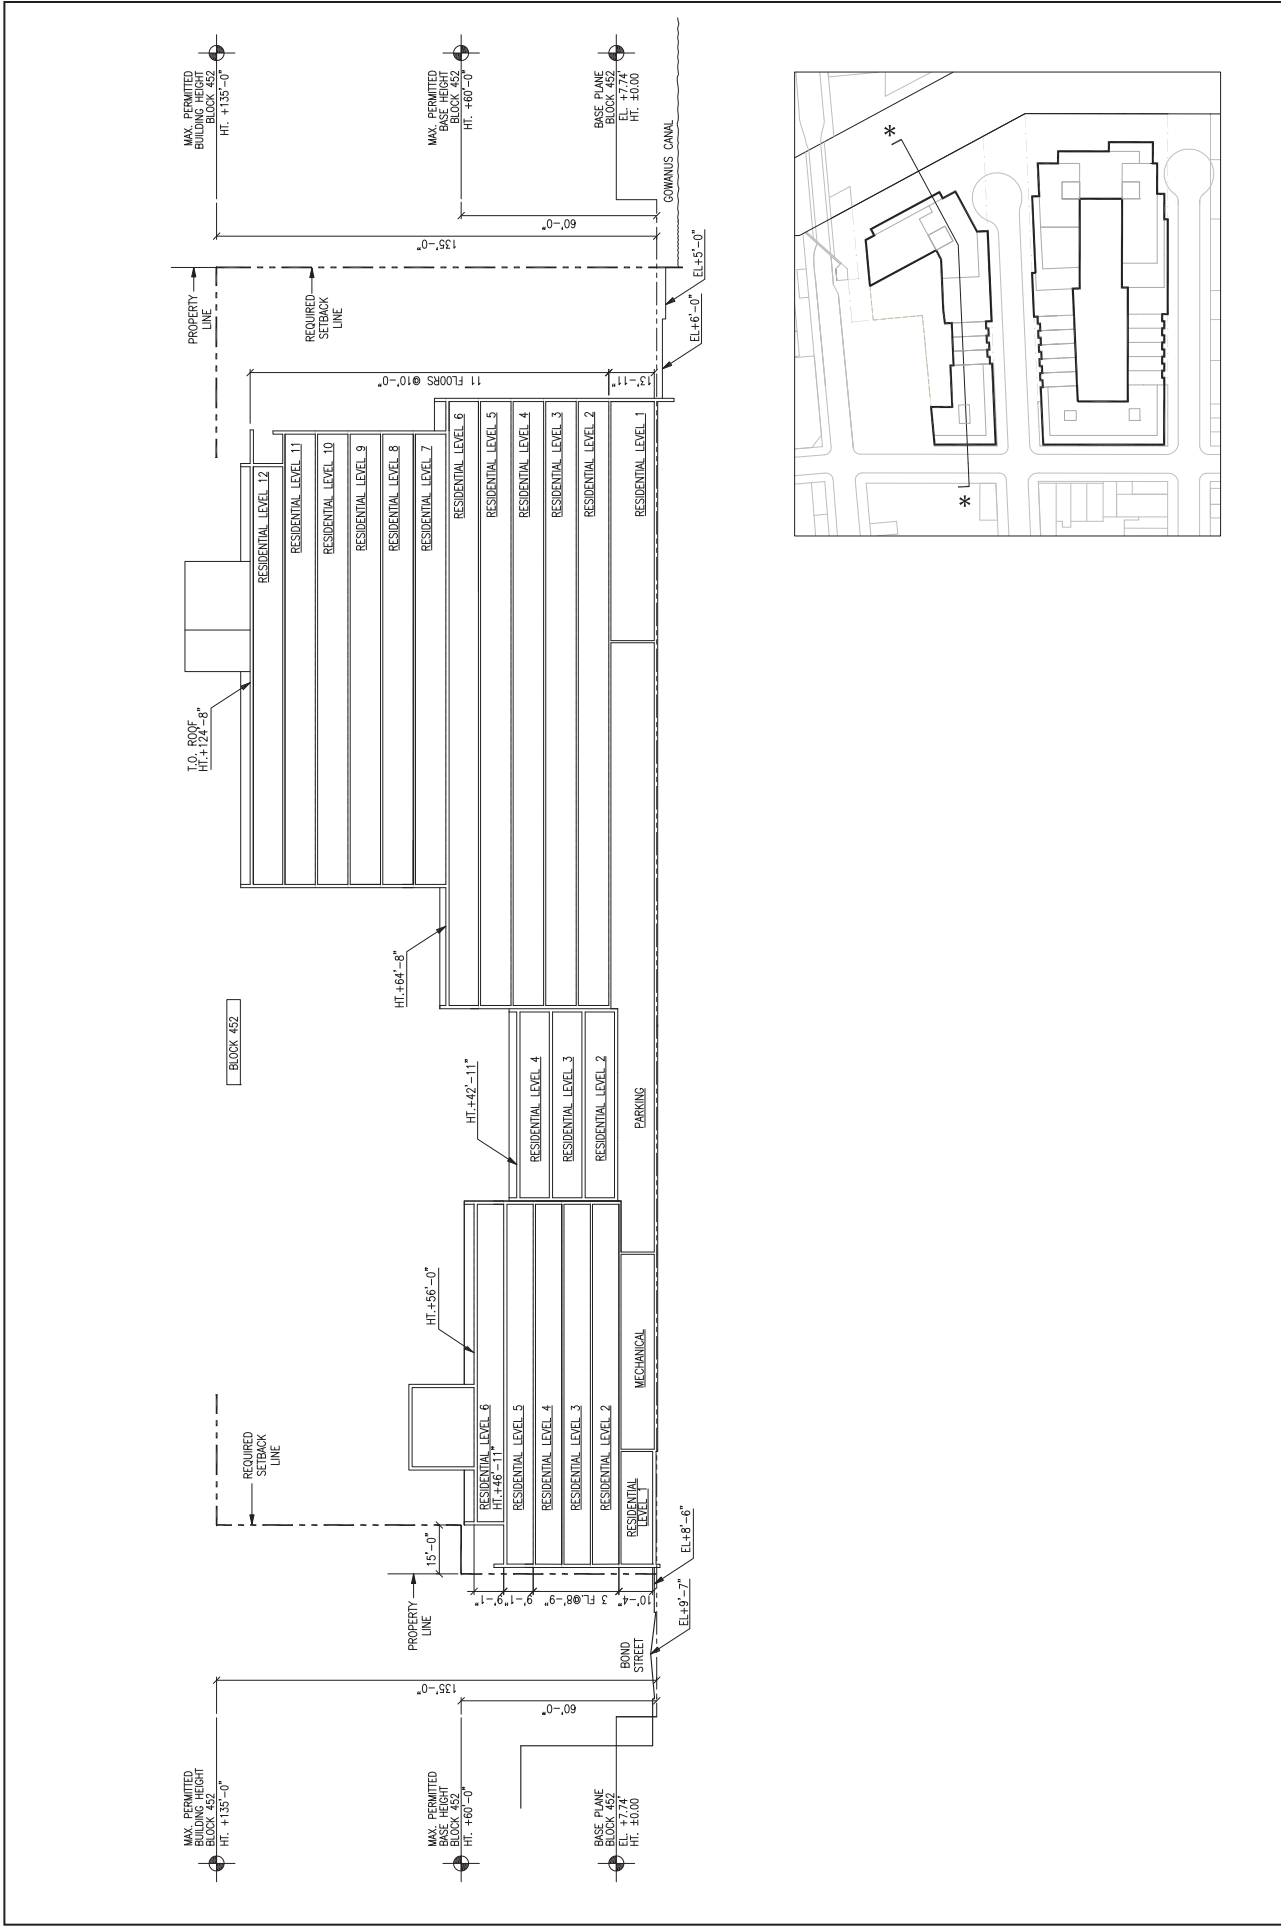 MAX. PERMITTED
BUILDING HEIGHT
BLOCK 452
HT. +135'-0"
MAX. PERMITTED
BASE HEIGHT
BLOCK 452
HT. +60'-0"
BASE PLANE
BLOCK 452
EL. +7.74'
HT. ±0.00
135'-0"
60'-0"
BOND
STREET
EL+9'-7"
EL+8'-6"
PROPERTY
LINE
15'-0"
REQUIRED
SETBACK
LINE
9'-1"
9'-1"
3 FL.@8'-9"
10'-4"
RESIDENTIAL LEVEL 6
HT.+46'-11"
RESIDENTIAL LEVEL 5
RESIDENTIAL LEVEL 4
RESIDENTIAL LEVEL 3
RESIDENTIAL LEVEL 2
RESIDENTIAL
LEVEL 1
MECHANICAL
HT.+56'-0"
HT.+42'-11"
RESIDENTIAL LEVEL 4
RESIDENTIAL LEVEL 3
RESIDENTIAL LEVEL 2
PARKING
BLOCK 452
HT.+64'-8"
T.O. ROOF
HT.+124'-8"
RESIDENTIAL LEVEL 12
RESIDENTIAL LEVEL 11
RESIDENTIAL LEVEL 10
RESIDENTIAL LEVEL 9
RESIDENTIAL LEVEL 8
RESIDENTIAL LEVEL 7
RESIDENTIAL LEVEL 6
RESIDENTIAL LEVEL 5
RESIDENTIAL LEVEL 4
RESIDENTIAL LEVEL 3
RESIDENTIAL LEVEL 2
RESIDENTIAL LEVEL 1
11 FLOORS @10'-0"
13'-11"
PROPERTY
LINE
REQUIRED
SETBACK
LINE
EL+6'-0"
EL+5'-0"
135'-0"
60'-0"
GOWANUS CANAL
MAX. PERMITTED
BUILDING HEIGHT
BLOCK 452
HT. +135'-0"
MAX. PERMITTED
BASE HEIGHT
BLOCK 452
HT. +60'-0"
BASE PLANE
BLOCK 452
EL. +7.74'
HT. ±0.00
*
*